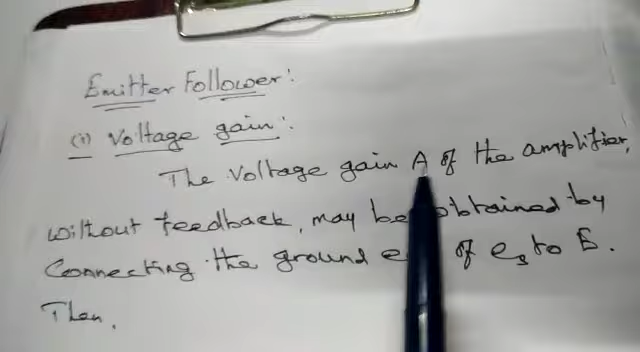 Emitter Follower:
(i) Voltage gain:
The Voltage gain A of the amplifier,
without feedback, may be obtained by
Connecting the ground of es to E.
Then,